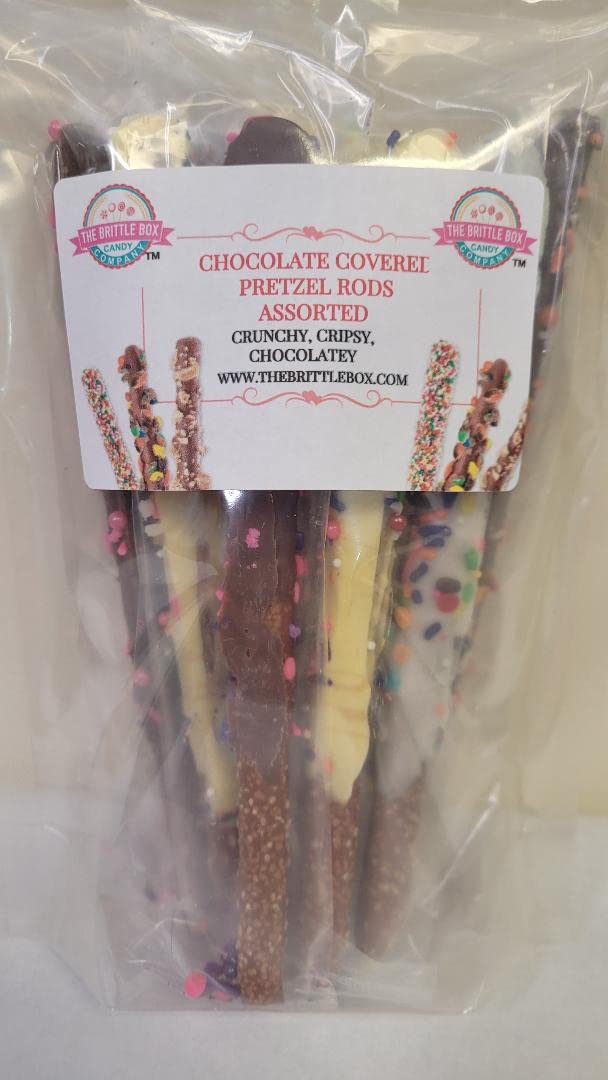 THE BRITTLE BOX
CANDY
COMPANY
TM
THE BRITTLE BOX
CANDY
COMPANY
TM
CHOCOLATE COVERED
PRETZEL RODS
ASSORTED
CRUNCHY, CRIPSY,
CHOCOLATEY
WWW.THEBRITTLEBOX.COM